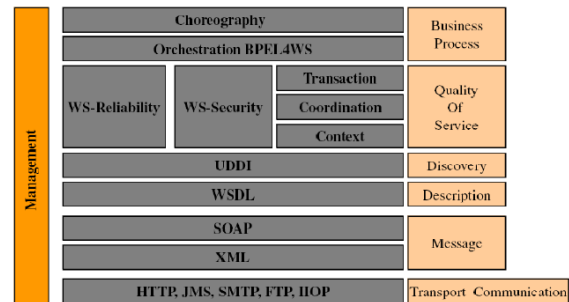 Management
Choreography
Orchestration BPEL4WS
Business
Process
WS-Reliability
WS-Security
Transaction
Coordination
Context
Quality
Of
Service
UDDI
Discovery
WSDL
Description
SOAP
XML
Message
HTTP, JMS, SMTP, FTP, IIOP
Transport Communication